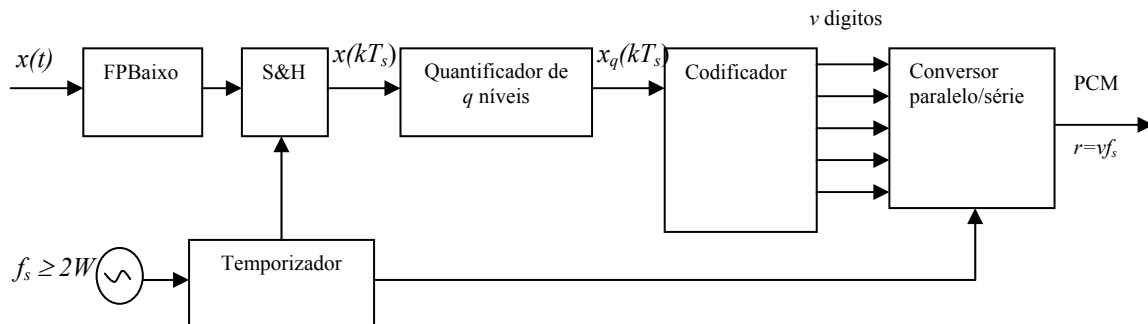 v digitos
x(t)
FPBaixo
S&H
x(kTs)
Quantificador de
q níveis
xq(kTs)
Codificador
Conversor
paralelo/série
PCM
r=vfs
fs ≥ 2W
Temporizador